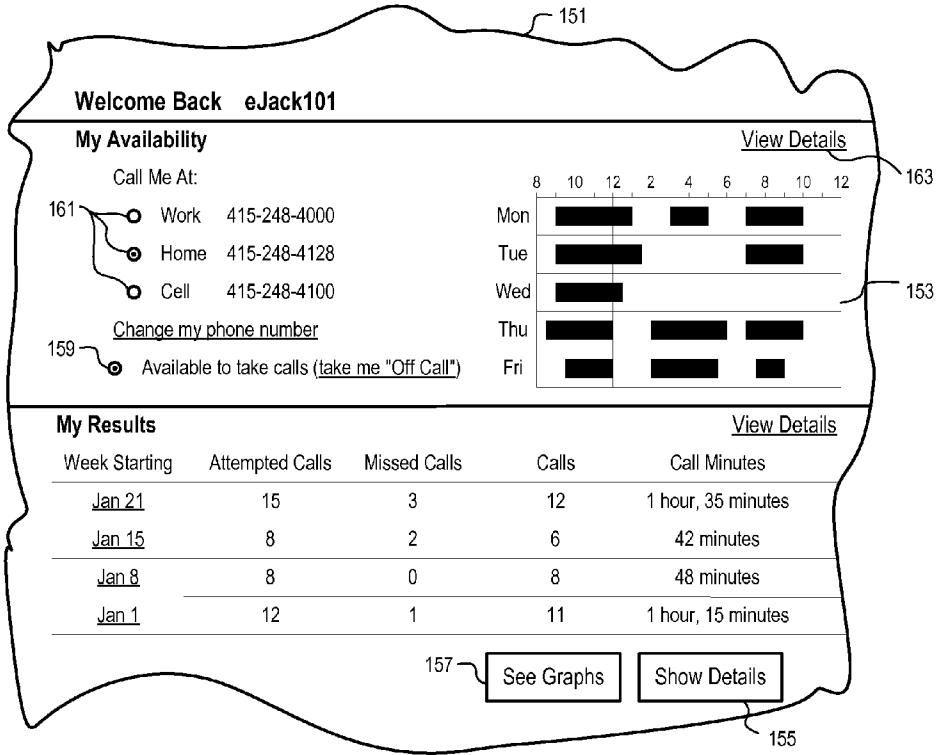 151
Welcome Back eJack101
My Availability View Details
163
Call Me At:
8 10 12 2 4 6 8 10 12
161
Work 415-248-4000 Mon
Home 415-248-4128 Tue
Cell 415-248-4100 Wed
153
Change my phone number Thu
159
Available to take calls (take me "Off Call") Fri
My Results View Details
Week Starting Attempted Calls Missed Calls Calls Call Minutes
Jan 21 15 3 12 1 hour, 35 minutes
Jan 15 8 2 6 42 minutes
Jan 8 8 0 8 48 minutes
Jan 1 12 1 11 1 hour, 15 minutes
157 See Graphs Show Details
155